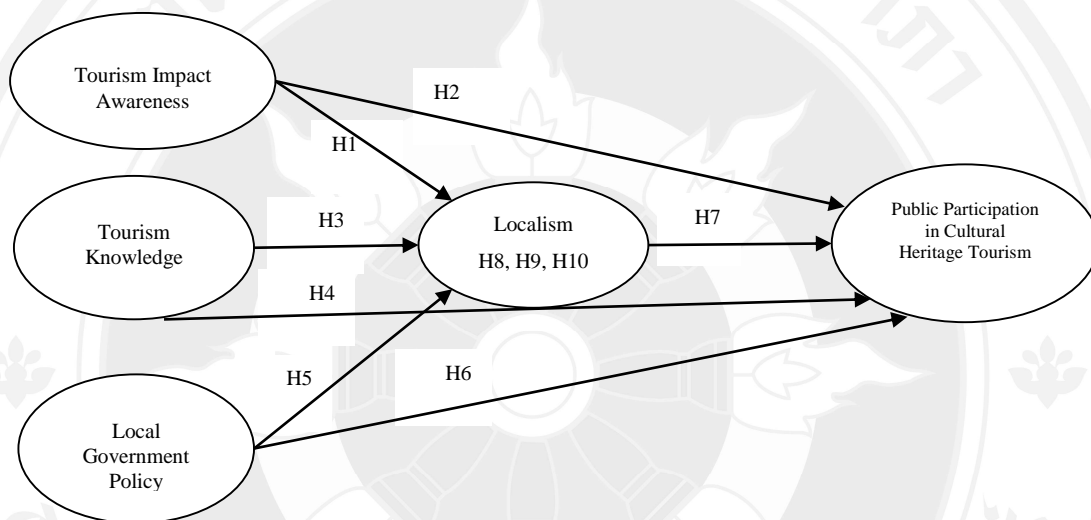 Tourism Impact
Awareness
H2
H1
Tourism
Knowledge
H3
Localism
H8, H9, H10
H7
Public Participation
in Cultural
Heritage Tourism
H4
H5
H6
Local
Government
Policy